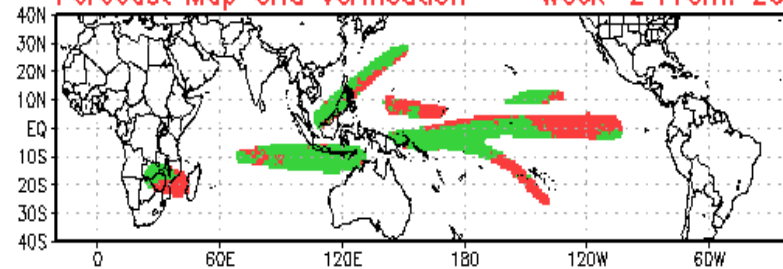 Forecast Map and Verification Week-2 From: 20
40N
30N
20N
10N
EQ
10S
20S
30S
40S
0 60E 120E 180 120W 60W